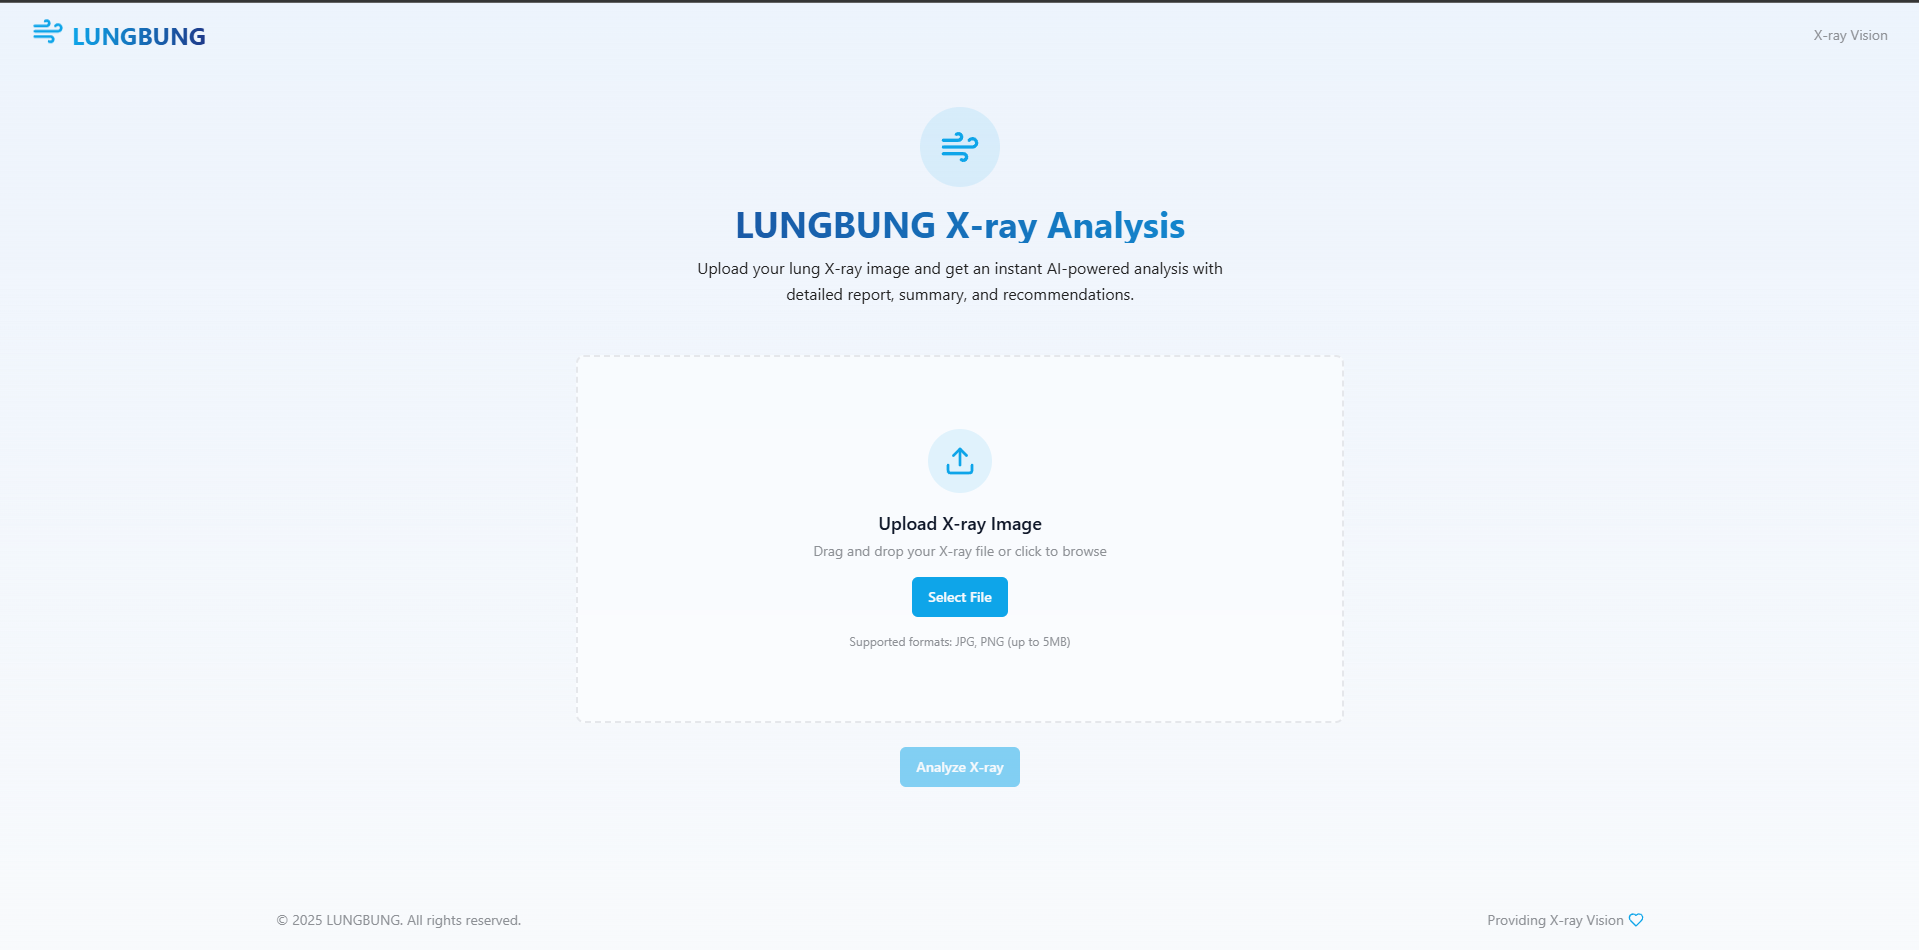 LUNGBUNG
X-ray Vision
LUNGBUNG X-ray Analysis
Upload your lung X-ray image and get an instant AI-powered analysis with
detailed report, summary, and recommendations.
Upload X-ray Image
Drag and drop your X-ray file or click to browse
Select File
Supported formats: JPG, PNG (up to 5MB)
Analyze X-ray
© 2025 LUNGBUNG. All rights reserved.
Providing X-ray Vision